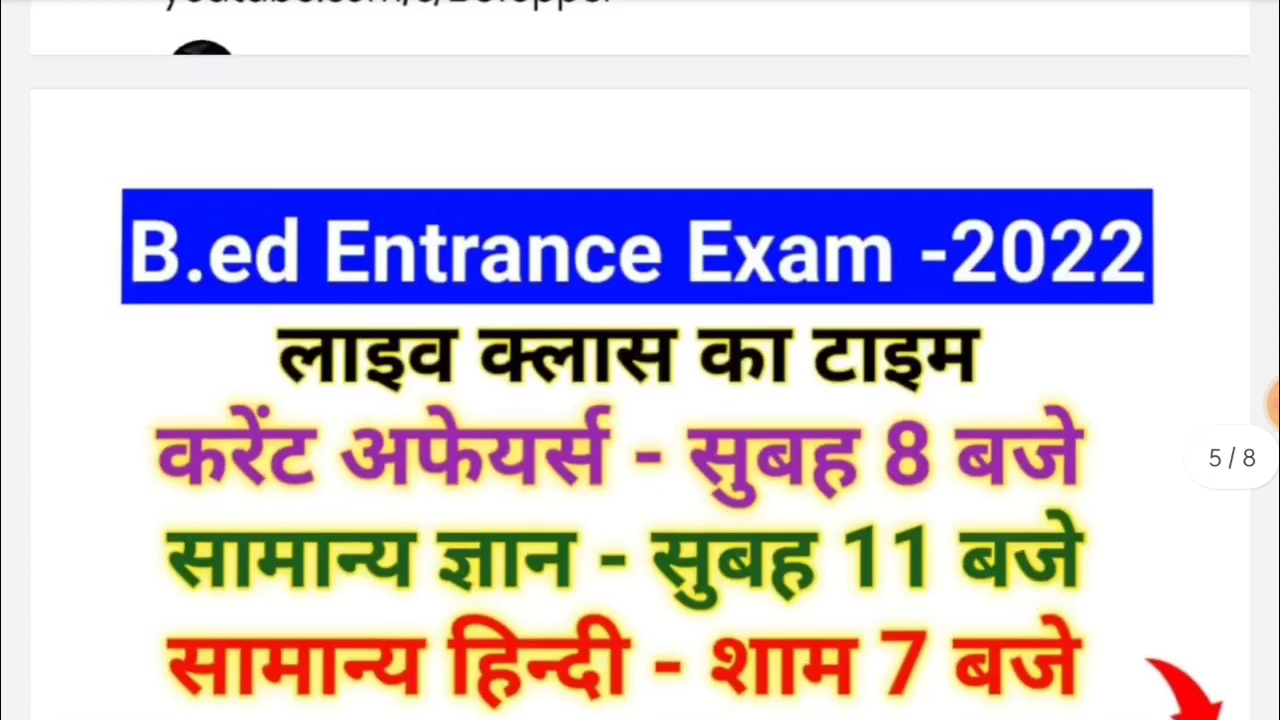 B.ed Entrance Exam -2022
लाइव क्लास का टाइम
करेंट अफेयर्स - सुबह 8 बजे
सामान्य ज्ञान - सुबह 11 बजे
5 / 8
सामान्य हिन्दी - शाम 7 बजे